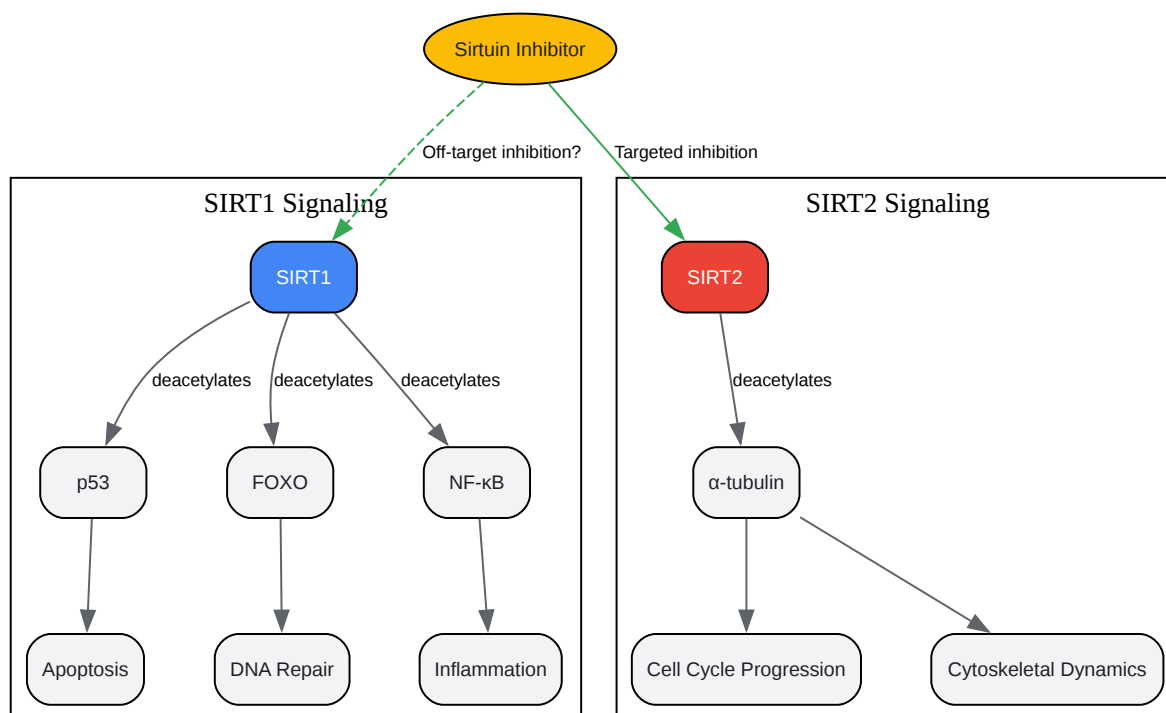 Sirtuin Inhibitor
Off-target inhibition?
Targeted inhibition
SIRT1 Signaling
SIRT2 Signaling
SIRT1
SIRT2
deacetylates
deacetylates
deacetylates
deacetylates
p53
FOXO
NF-κB
α-tubulin
Apoptosis
DNA Repair
Inflammation
Cell Cycle Progression
Cytoskeletal Dynamics